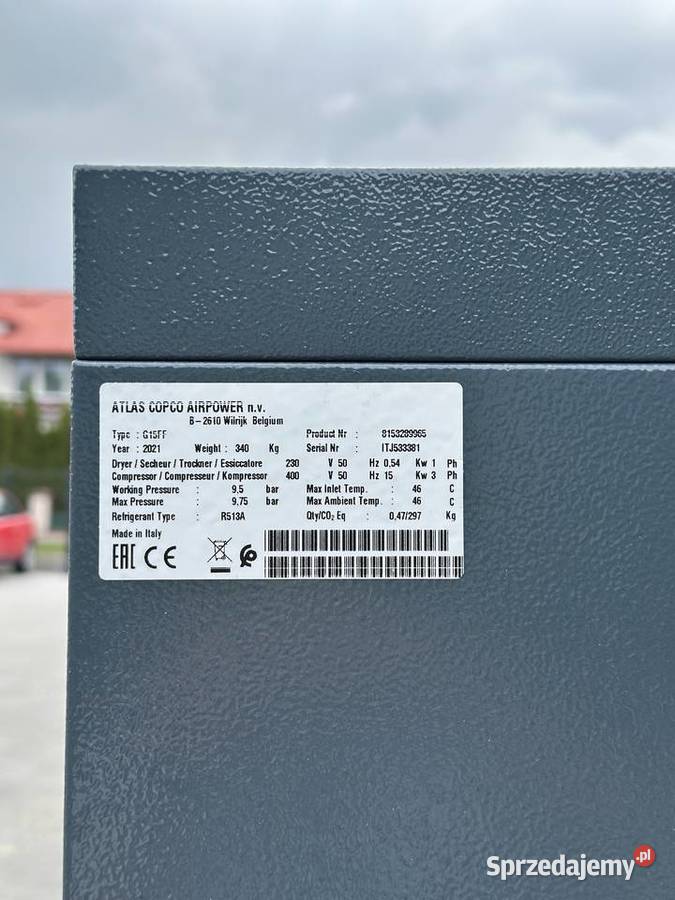 ATLAS COPCO AIRPOWER n.v.
B-2610 Wilrijk Belgium
Type : G15FF Product Nr : 8153289965
Year : 2021 Weight : 340 Kg Serial Nr : ITJ533381
Dryer / Secheur / Trockner / Essiccatore 230 V 50 Hz 0,54 Kw 1 Ph
Compressor / Compresseur / Kompressor 400 V 50 Hz 15 Kw 3 Ph
Working Pressure : 9,5 bar Max Inlet Temp. : 46 C
Max Pressure : 9,75 bar Max Ambient Temp. : 46 C
Refrigerant Type : R513A Qty/CO₂ Eq : 0,47/297 Kg
Made in Italy
EAC CE
Sprzedajemy.pl